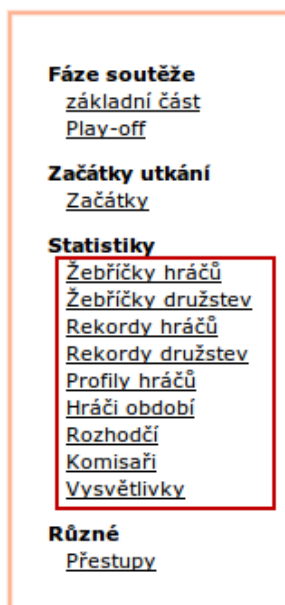 Fáze soutěže
základní část
Play-off
Začátky utkání
Začátky
Statistiky
Žebříčky hráčů
Žebříčky družstev
Rekordy hráčů
Rekordy družstev
Profily hráčů
Hráči období
Rozhodčí
Komisaři
Vysvětlivky
Různé
Přestupy